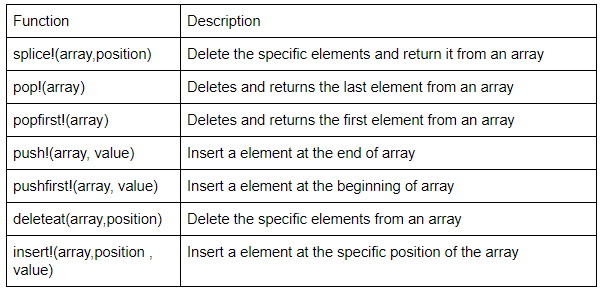 Function Description
splice!(array,position) Delete the specific elements and return it from an array
pop!(array) Deletes and returns the last element from an array
popfirst!(array) Deletes and returns the first element from an array
push!(array, value) Insert a element at the end of array
pushfirst!(array, value) Insert a element at the beginning of array
deleteat(array,position) Delete the specific elements from an array
insert!(array,position , Insert a element at the specific position of the array
value)